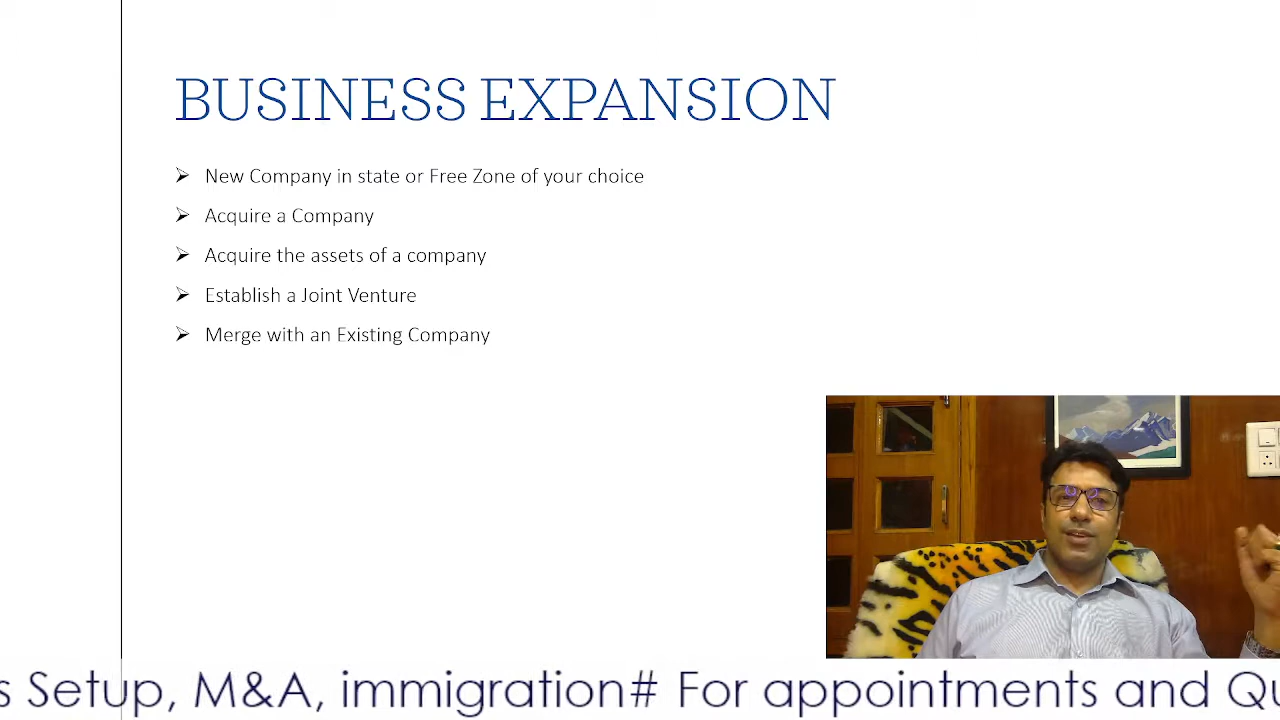 BUSINESS EXPANSION
New Company in state or Free Zone of your choice
Acquire a Company
Acquire the assets of a company
Establish a Joint Venture
Merge with an Existing Company
s Setup, M&A, immigration# For appointments and Qu